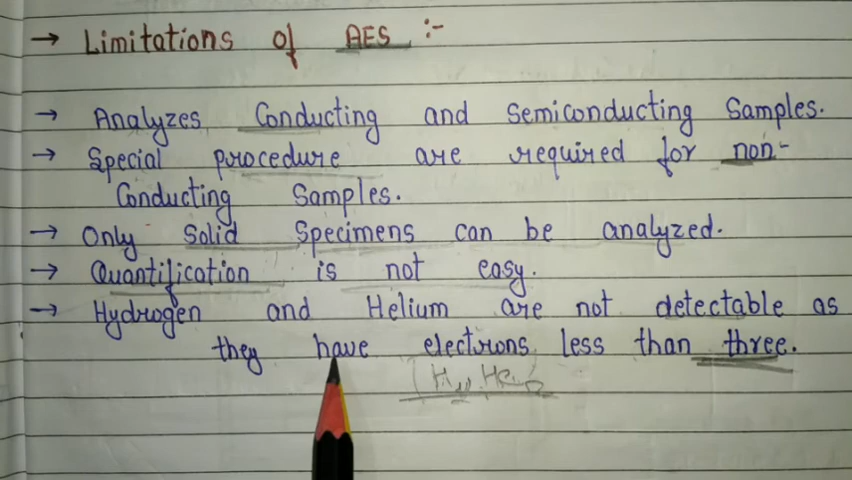 → Limitations of AES :-
→ Analyzes Conducting and Semiconducting Samples.
→ Special procedure are required for non-
Conducting Samples.
→ Only Solid Specimens can be analyzed.
→ Quantification is not easy.
→ Hydrogen and Helium are not detectable as
they have electrons less than three.